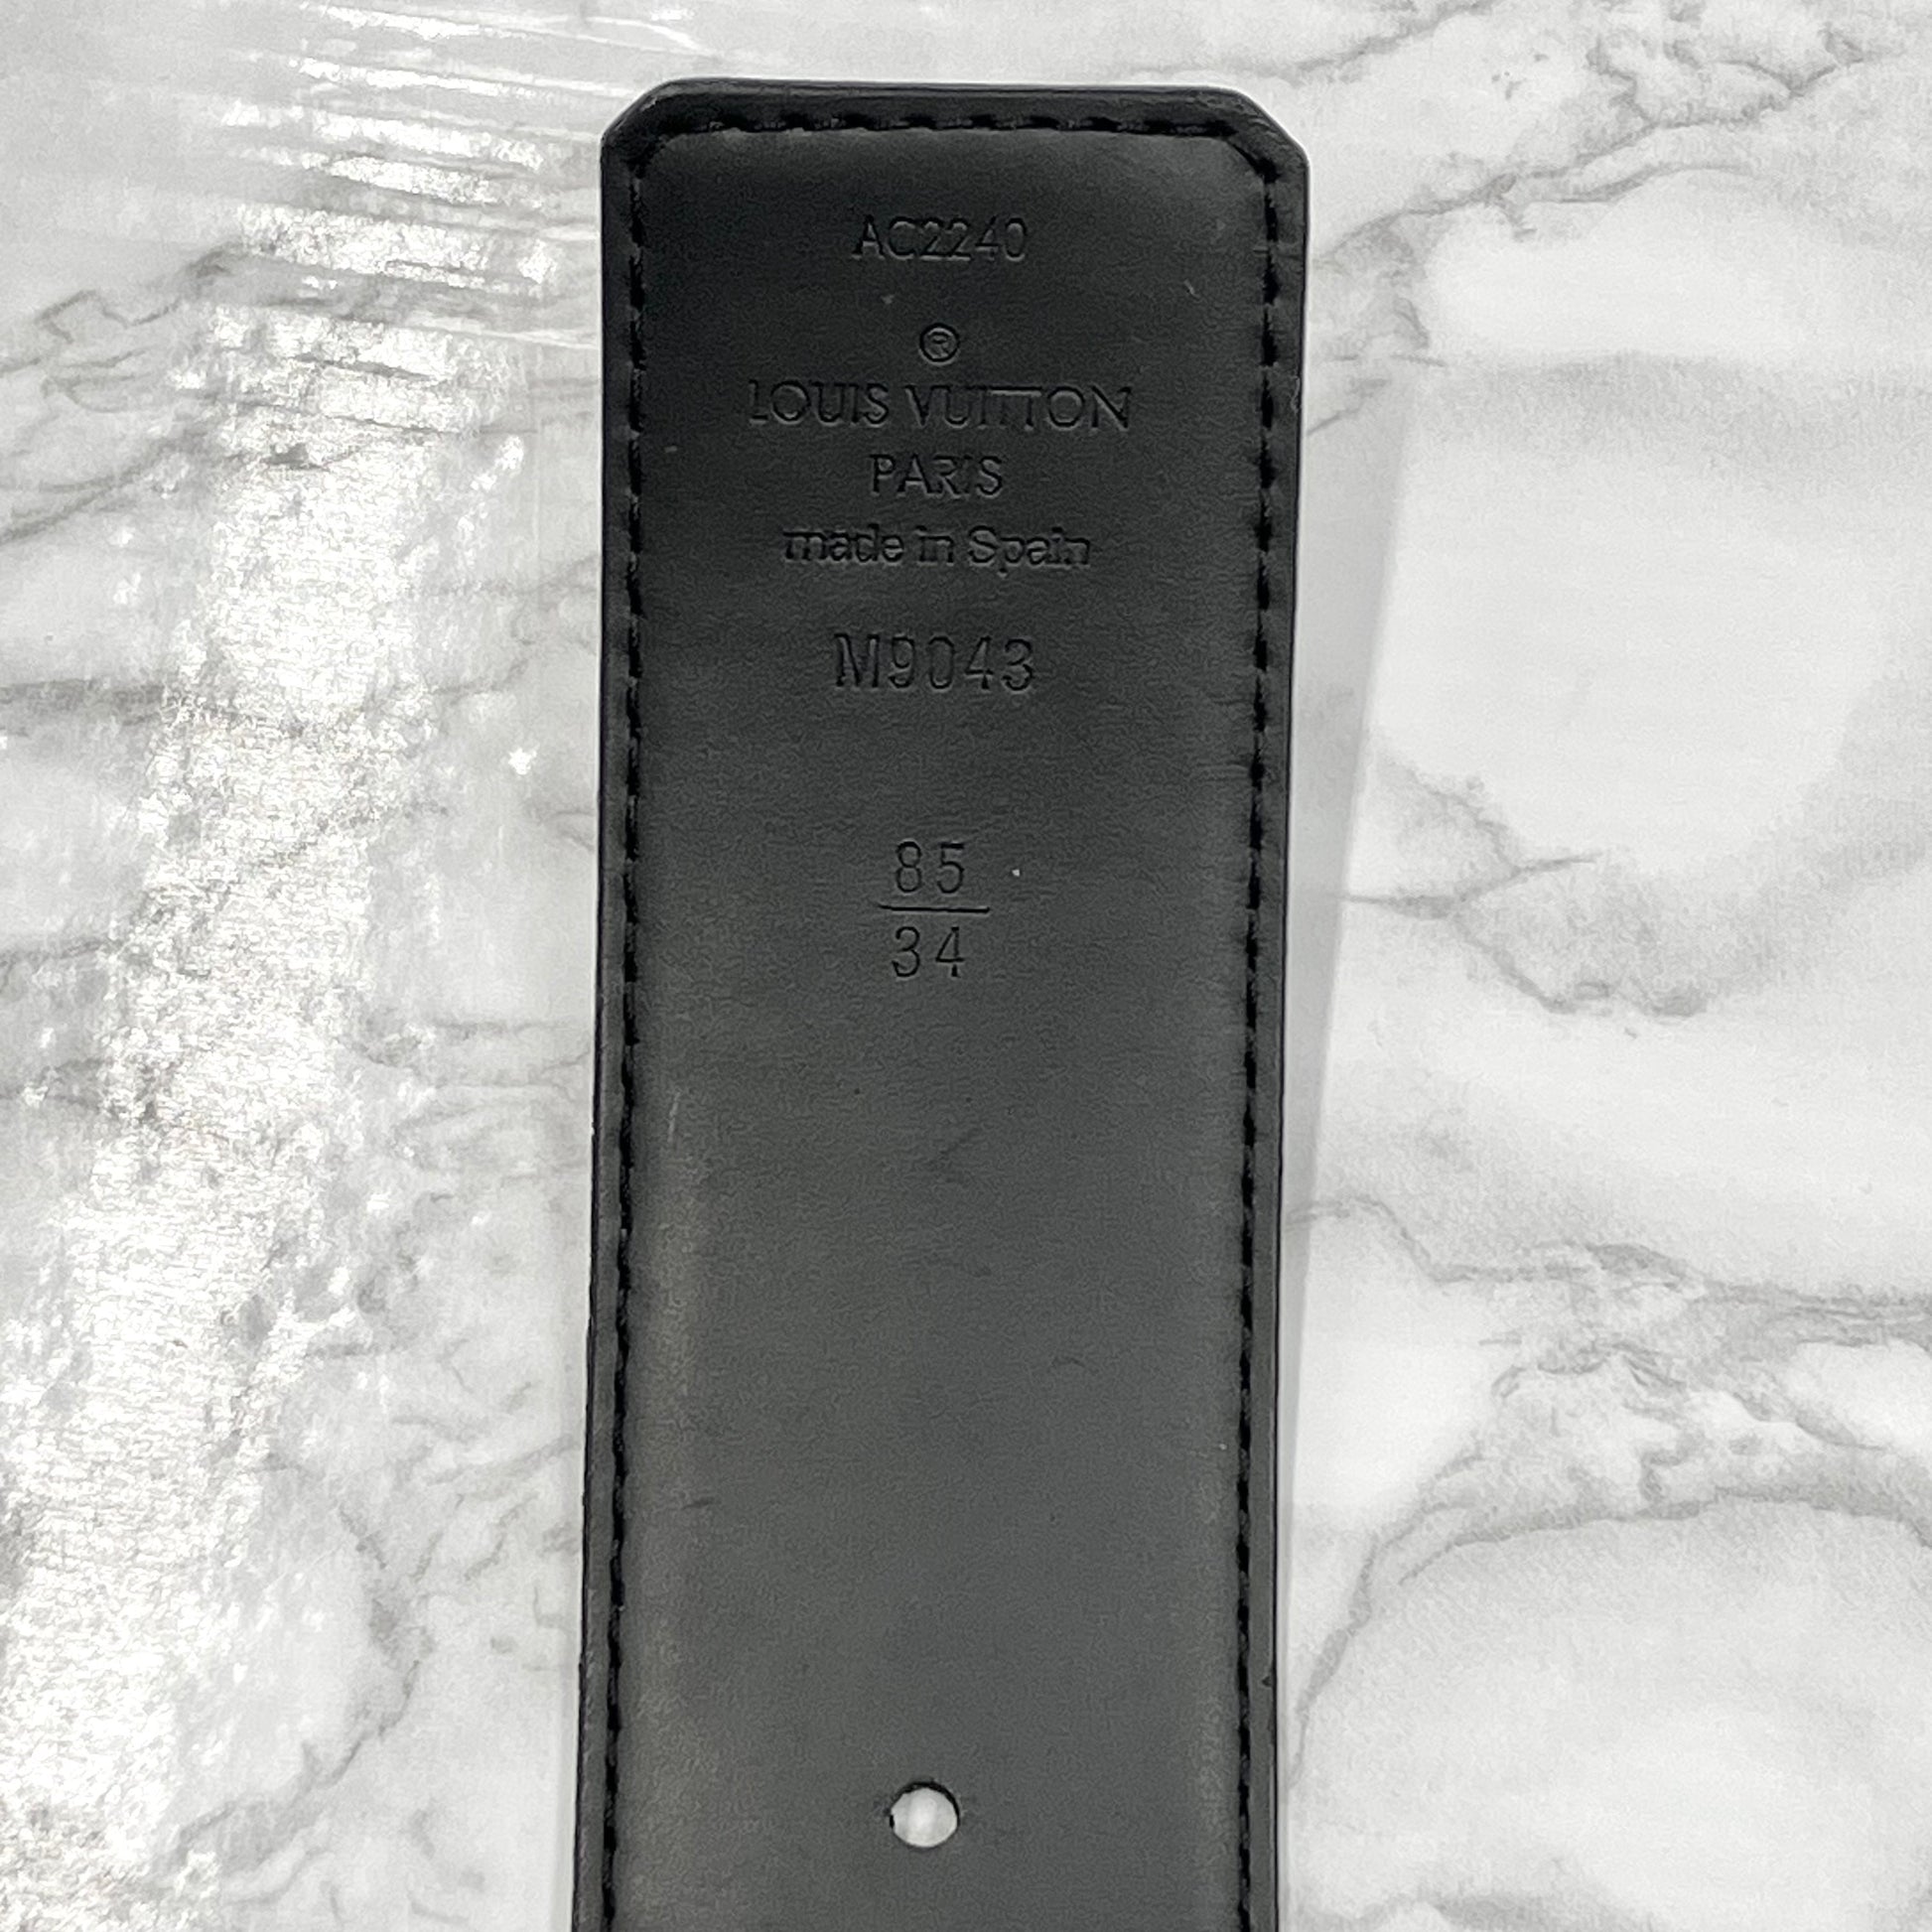 AC2240
®
LOUIS VUITTON
PARIS
made in Spain
M9043
85
34